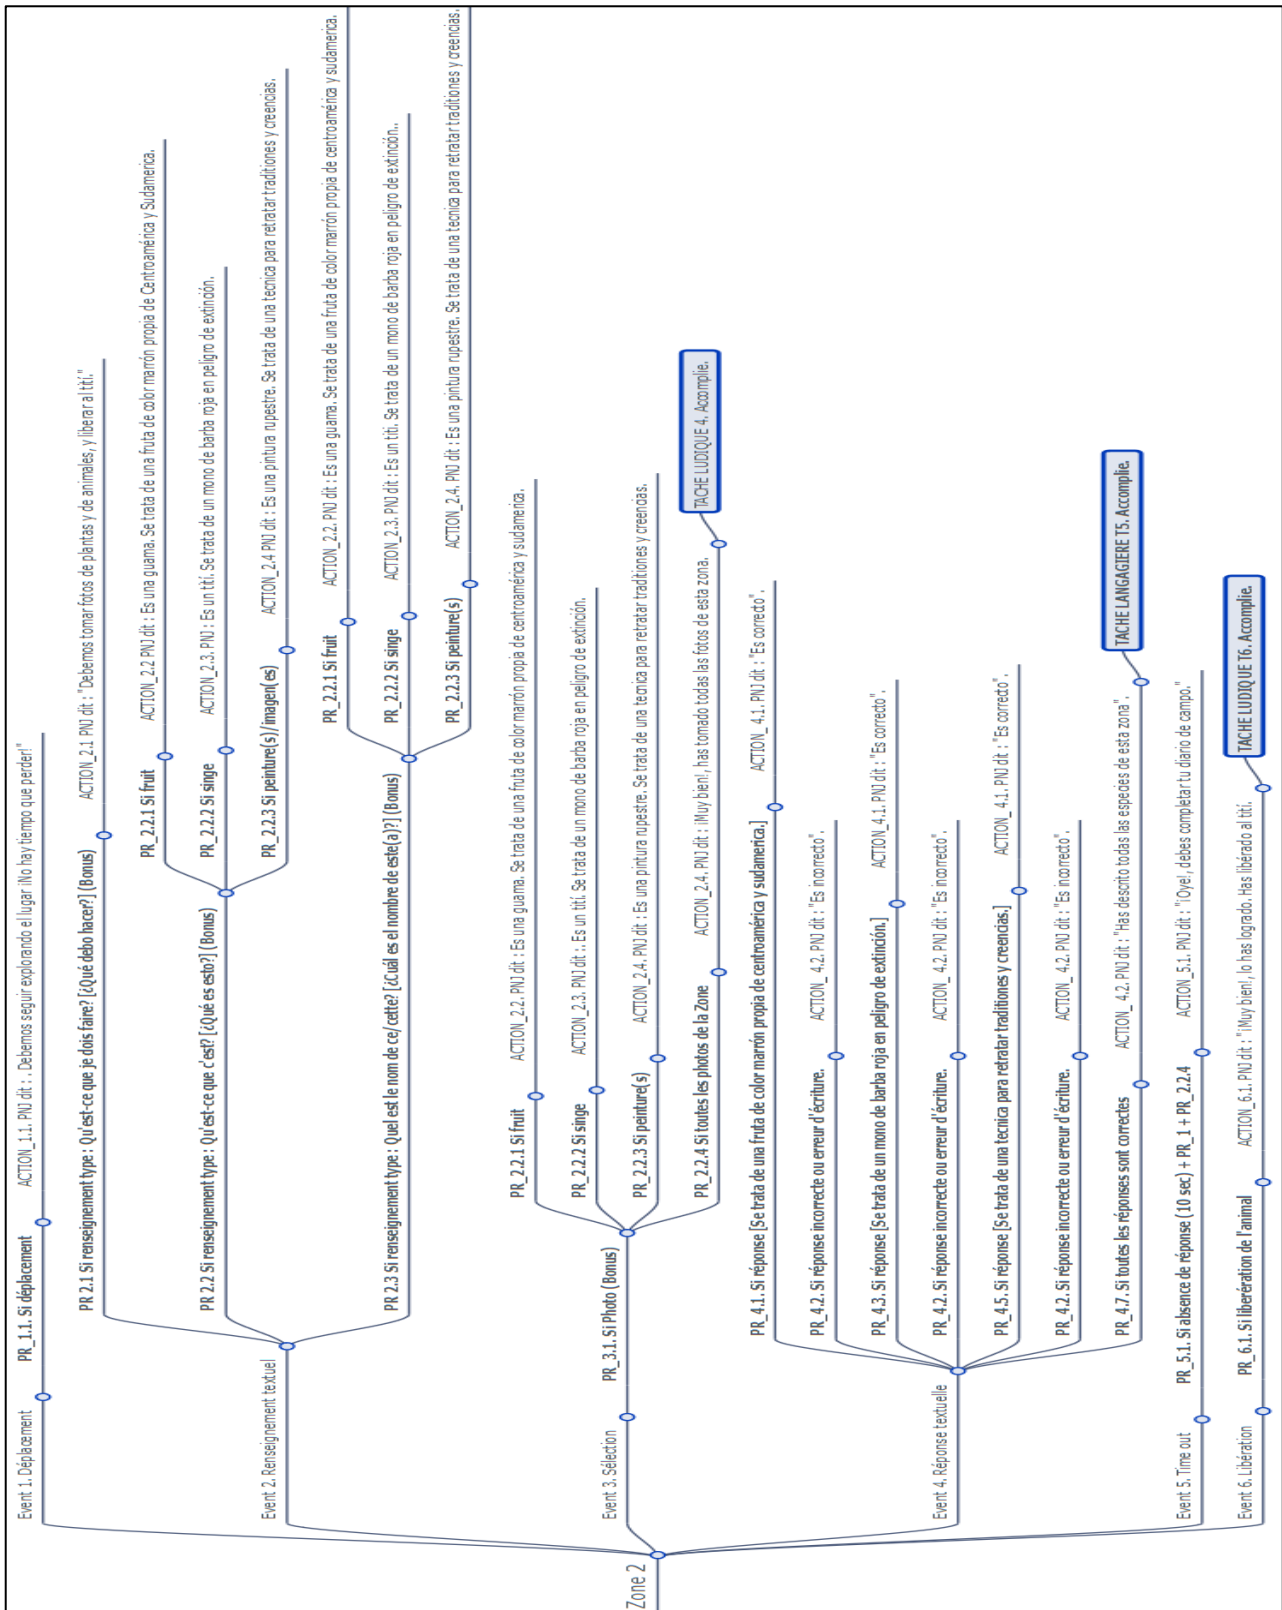 Zone 2
Event 1. Déplacement
PR_1.1. Si déplacement
ACTION_1.1. PNJ dit : . Debemos seguir explorando el lugar ¡No hay tiempo que perder!"
Event 2. Renseignement textuel
PR 2.1 Si renseignement type: Qu'est-ce que je dois faire? [¿Qué debo hacer?] (Bonus)
ACTION_2.1 PNJ dit : "Debemos tomar fotos de plantas y de animales, y liberar al tití."
PR 2.2 Si renseignement type: Qu'est-ce que c'est? [¿Qué es esto?] (Bonus)
PR_2.2.1 Si fruit
ACTION_2.2 PNJ dit : Es una guama. Se trata de una fruta de color marrón propia de Centroamérica y Sudamerica.
PR_2.2.2 Si singe
ACTION_2.3. PNJ : Es un tití. Se trata de un mono de barba roja en peligro de extinción.
PR_2.2.3 Si peinture(s)/imagen(es)
ACTION_2.4 PNJ dit : Es una pintura rupestre. Se trata de una tecnica para retratar traditiones y creencias.
PR 2.3 Si renseignement type: Quel est le nom de ce/cette? [¿Cuál es el nombre de este(a)?] (Bonus)
PR_2.2.1 Si fruit
ACTION_2.2. PNJ dit : Es una guama. Se trata de una fruta de color marrón propia de centroamérica y sudamerica.
PR_2.2.2 Si singe
ACTION_2.3. PNJ dit : Es un titi. Se trata de un mono de barba roja en peligro de extinción..
PR_2.2.3 Si peinture(s)
ACTION_2.4. PNJ dit : Es una pintura rupestre. Se trata de una tecnica para retratar traditiones y creencias.
Event 3. Sélection
PR_3.1. Si Photo (Bonus)
PR_2.2.1 Si fruit
ACTION_2.2. PNJ dit : Es una guama. Se trata de una fruta de color marrón propia de centroamérica y sudamerica.
PR_2.2.2 Si singe
ACTION_2.3. PNJ dit : . Es un tití. Se trata de un mono de barba roja en peligro de extinción.
PR_2.2.3 Si peinture(s)
ACTION_2.4. PNJ dit : Es una pintura rupestre. Se trata de una tecnica para retratar traditiones y creencias.
PR_2.2.4 Si toutes les photos de la Zone
ACTION_2.4. PNJ dit : ¡Muy bien!, has tomado todas las fotos de esta zona.
TACHE LUDIQUE 4. Accomplie.
Event 4. Réponse textuelle
PR_4.1. Si réponse [Se trata de una fruta de color marrón propia de centroamérica y sudamerica.]
ACTION_ 4.1. PNJ dit : "Es correcto".
PR_4.2. Si réponse incorrecte ou erreur d'écriture.
ACTION_ 4.2. PNJ dit : "Es incorrecto".
PR_4.3. Si réponse [Se trata de un mono de barba roja en peligro de extinción.]
ACTION_4.1. PNJ dit : "Es correcto".
PR_4.2. Si réponse incorrecte ou erreur d'écriture.
ACTION_ 4.2. PNJ dit : "Es incorrecto".
PR_4.5. Si réponse [Se trata de una tecnica para retratar traditiones y creencias.]
ACTION_ 4.1. PNJ dit : "Es correcto".
PR_4.2. Si réponse incorrecte ou erreur d'écriture.
ACTION_ 4.2. PNJ dit : "Es incorrecto".
PR_4.7. Si toutes les réponses sont correctes
ACTION_ 4.2. PNJ dit : "Has descrito todas las especies de esta zona".
TACHE LANGAGIERE T5. Accomplie.
Event 5. Time out
PR_5.1. Si absence de réponse (10 sec) + PR_1 + PR_2.2.4
ACTION_5.1. PNJ dit : "¡Oye!, debes completar tu diario de campo."
Event 6. Libération
PR_6.1. Si liberération de l'animal
ACTION_6.1. PNJ dit : "¡Muy bien!, lo has logrado. Has libérado al tití.
TACHE LUDIQUE T6. Accomplie.